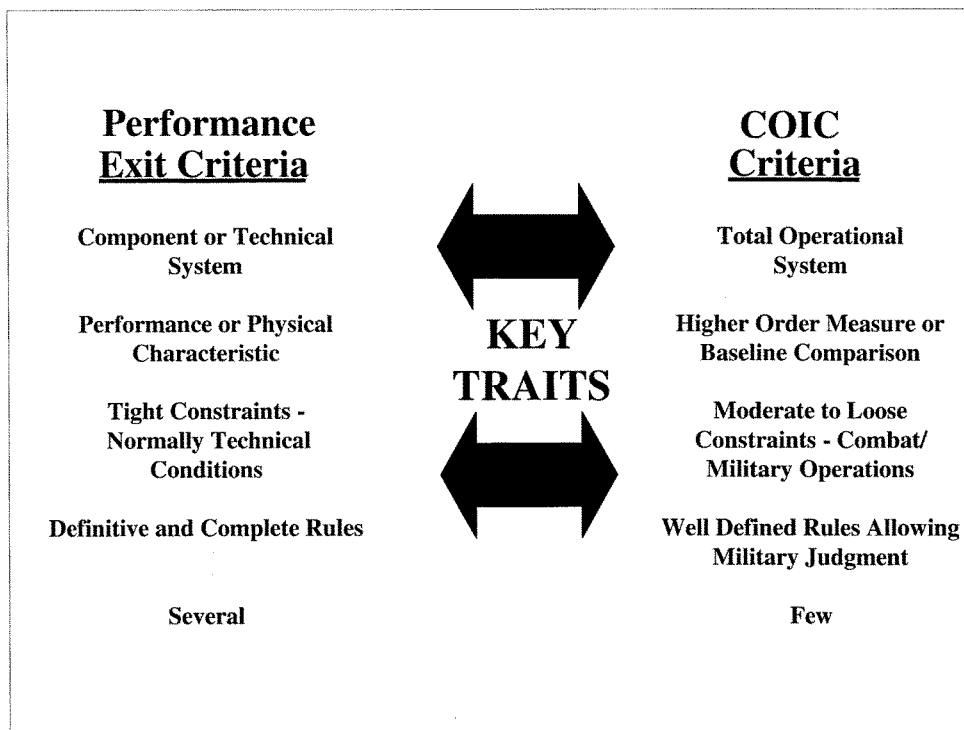 Performance
Exit Criteria
Component or Technical
System
Performance or Physical
Characteristic
Tight Constraints -
Normally Technical
Conditions
Definitive and Complete Rules
Several
KEY
TRAITS
COIC
Criteria
Total Operational
System
Higher Order Measure or
Baseline Comparison
Moderate to Loose
Constraints - Combat/
Military Operations
Well Defined Rules Allowing
Military Judgment
Few